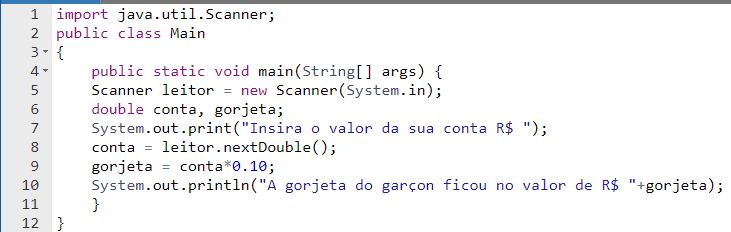 1 import java.util.Scanner;
2 public class Main
3 {
4 public static void main(String[] args) {
5 Scanner leitor = new Scanner(System.in);
6 double conta, gorjeta;
7 System.out.print("Insira o valor da sua conta R$ ");
8 conta = leitor.nextDouble();
9 gorjeta = conta*0.10;
10 System.out.println("A gorjeta do garçon ficou no valor de R$ "+gorjeta);
11 }
12 }